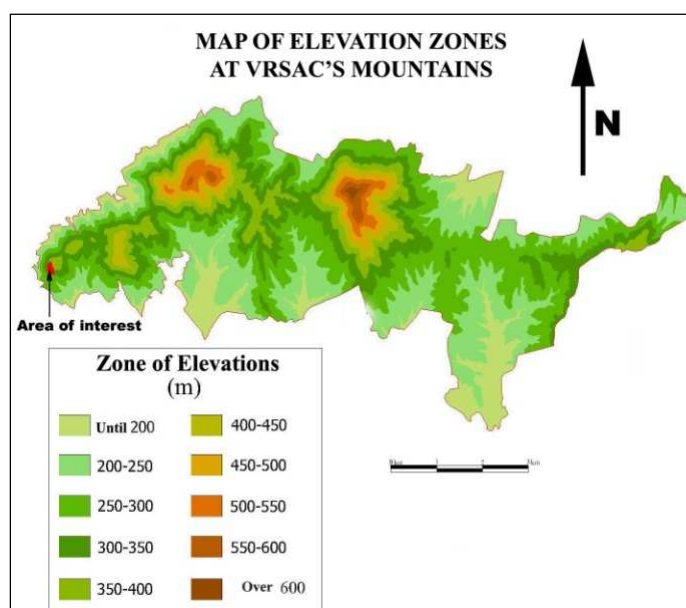 MAP OF ELEVATION ZONES
AT VRSAC'S MOUNTAINS
N
Area of interest
Zone of Elevations
(m)
Until 200
200-250
250-300
300-350
350-400
400-450
450-500
500-550
550-600
Over 600